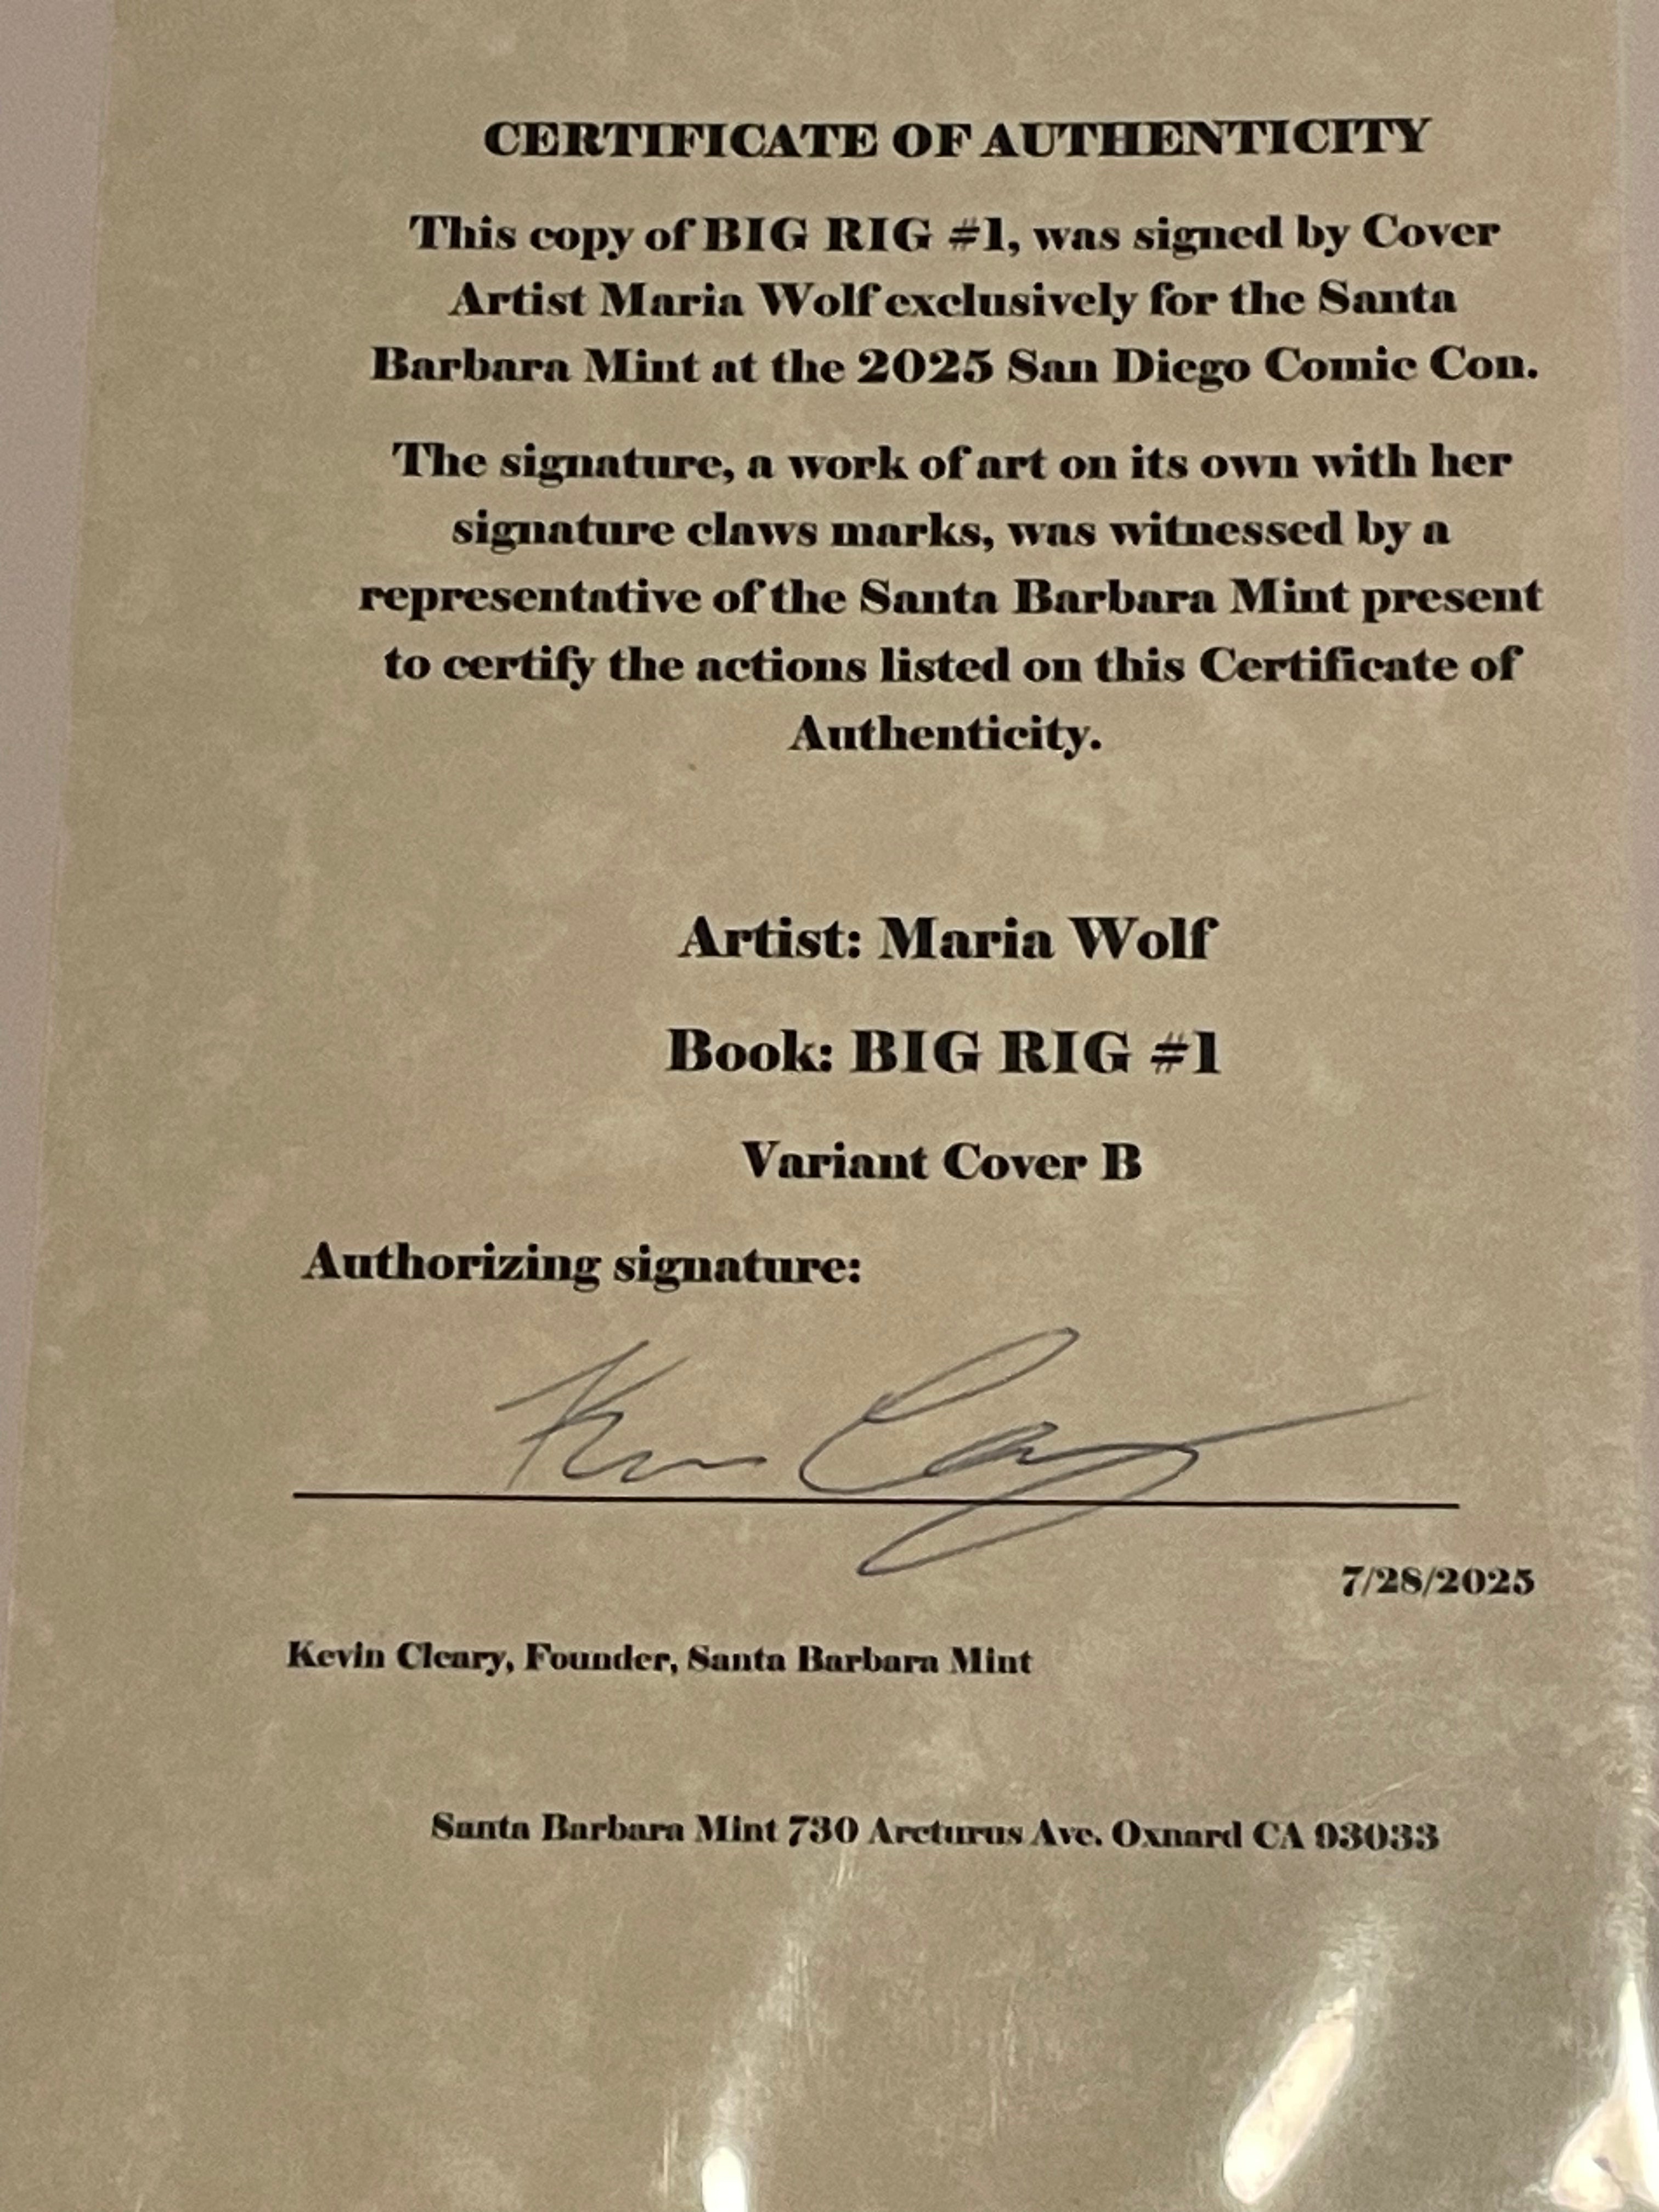 CERTIFICATE OF AUTHENTICITY
This copy of BIG RIG #1, was signed by Cover
Artist Maria Wolf exclusively for the Santa
Barbara Mint at the 2025 San Diego Comic Con.
The signature, a work of art on its own with her
signature claws marks, was witnessed by a
representative of the Santa Barbara Mint present
to certify the actions listed on this Certificate of
Authenticity.
Artist: Maria Wolf
Book: BIG RIG #1
Variant Cover B
Authorizing signature:
7/28/2025
Kevin Cleary, Founder, Santa Barbara Mint
Santa Barbara Mint 730 Arcturus Ave. Oxnard CA 93033